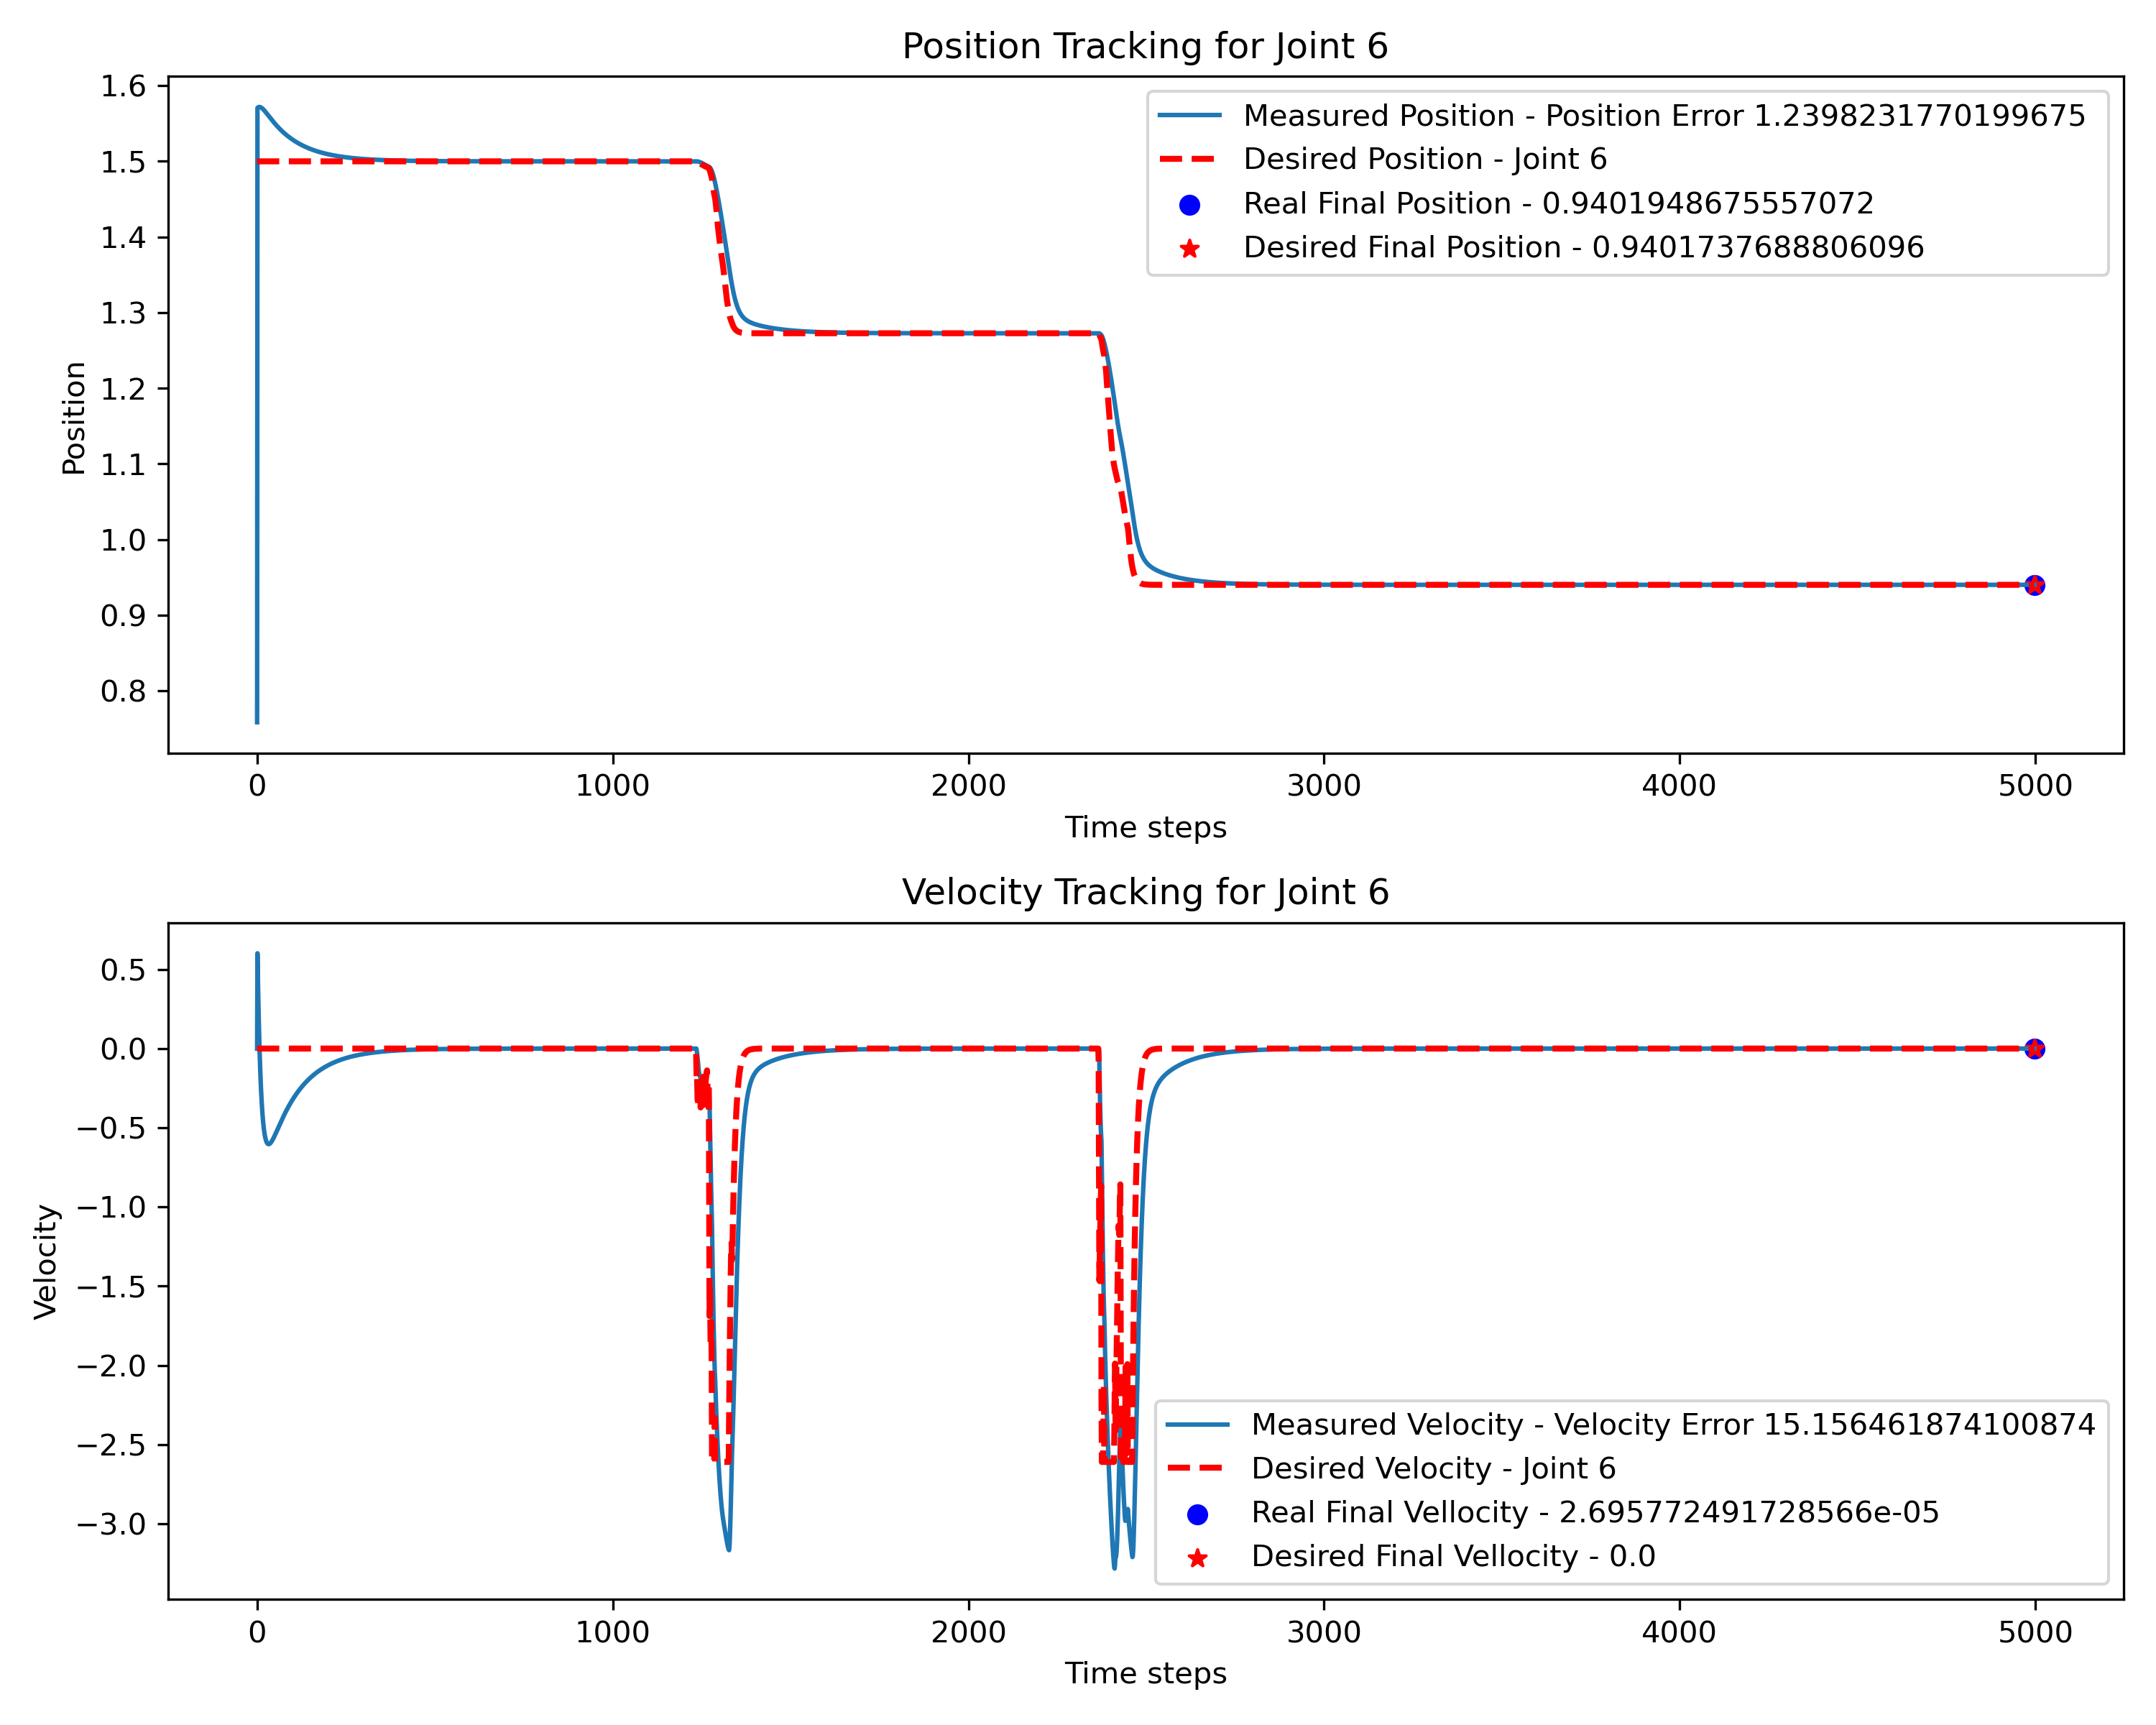 Position Tracking for Joint 6
1.6
1.5
1.4
1.3
1.2
1.1
1.0
0.9
0.8
Position
Measured Position - Position Error 1.2398231770199675
Desired Position - Joint 6
Real Final Position - 0.9401948675557072
Desired Final Position - 0.9401737688806096
0 1000 2000 3000 4000 5000
Time steps
Velocity Tracking for Joint 6
0.5
0.0
−0.5
−1.0
−1.5
−2.0
−2.5
−3.0
Velocity
Measured Velocity - Velocity Error 15.156461874100874
Desired Velocity - Joint 6
Real Final Vellocity - 2.695772491728566e-05
Desired Final Vellocity - 0.0
0 1000 2000 3000 4000 5000
Time steps